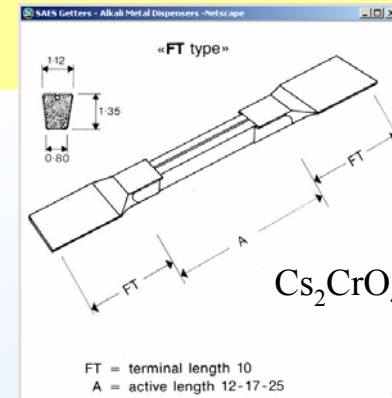 SAES Getters - Alkali Metal Dispensers -Netscape
«FT type»
1·12
1·35
0·80
FT
A
FT
FT = terminal length 10
A = active length 12-17-25